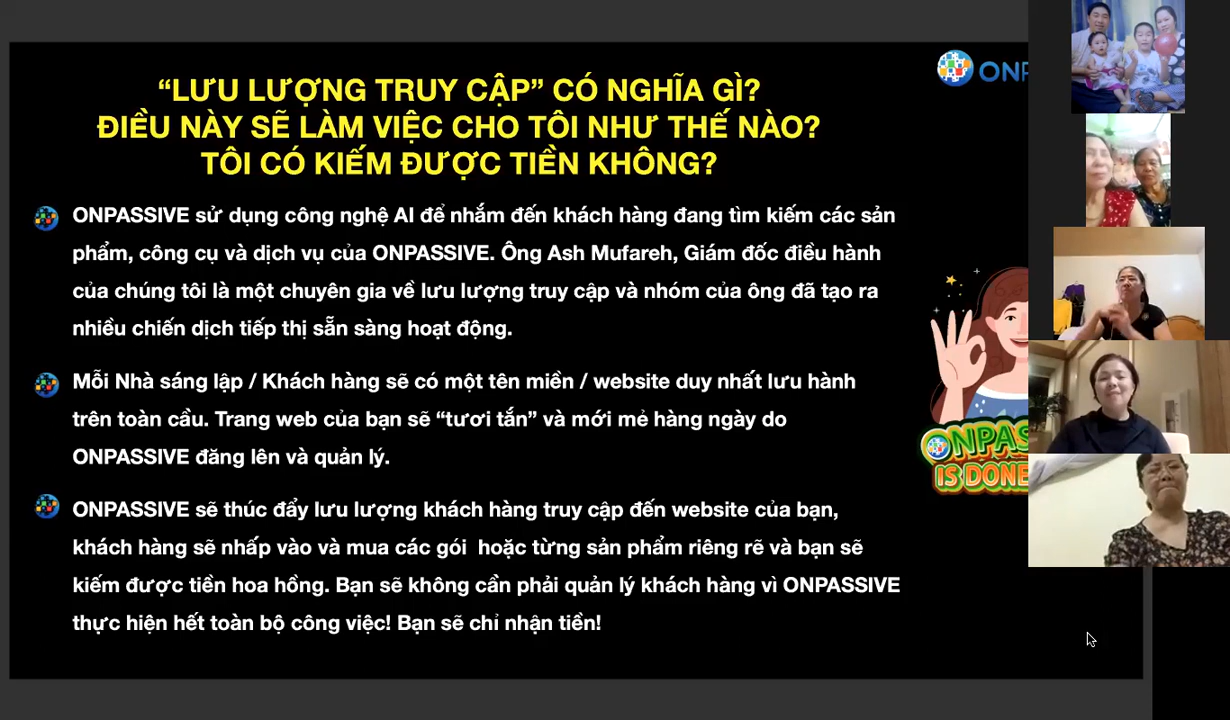 ONP
“LƯU LƯỢNG TRUY CẬP” CÓ NGHĨA GÌ?
ĐIỀU NÀY SẼ LÀM VIỆC CHO TÔI NHƯ THẾ NÀO?
TÔI CÓ KIẾM ĐƯỢC TIỀN KHÔNG?
ONPASSIVE sử dụng công nghệ AI để nhắm đến khách hàng đang tìm kiếm các sản
phẩm, công cụ và dịch vụ của ONPASSIVE. Ông Ash Mufareh, Giám đốc điều hành
của chúng tôi là một chuyên gia về lưu lượng truy cập và nhóm của ông đã tạo ra
nhiều chiến dịch tiếp thị sẵn sàng hoạt động.
Mỗi Nhà sáng lập / Khách hàng sẽ có một tên miền / website duy nhất lưu hành
trên toàn cầu. Trang web của bạn sẽ “tươi tắn” và mới mẻ hàng ngày do
ONPASSIVE đăng lên và quản lý.
ONPASSIVE sẽ thúc đẩy lưu lượng khách hàng truy cập đến website của bạn,
khách hàng sẽ nhấp vào và mua các gói hoặc từng sản phẩm riêng rẽ và bạn sẽ
kiếm được tiền hoa hồng. Bạn sẽ không cần phải quản lý khách hàng vì ONPASSIVE
thực hiện hết toàn bộ công việc! Bạn sẽ chỉ nhận tiền!
ONPAS
IS DONE